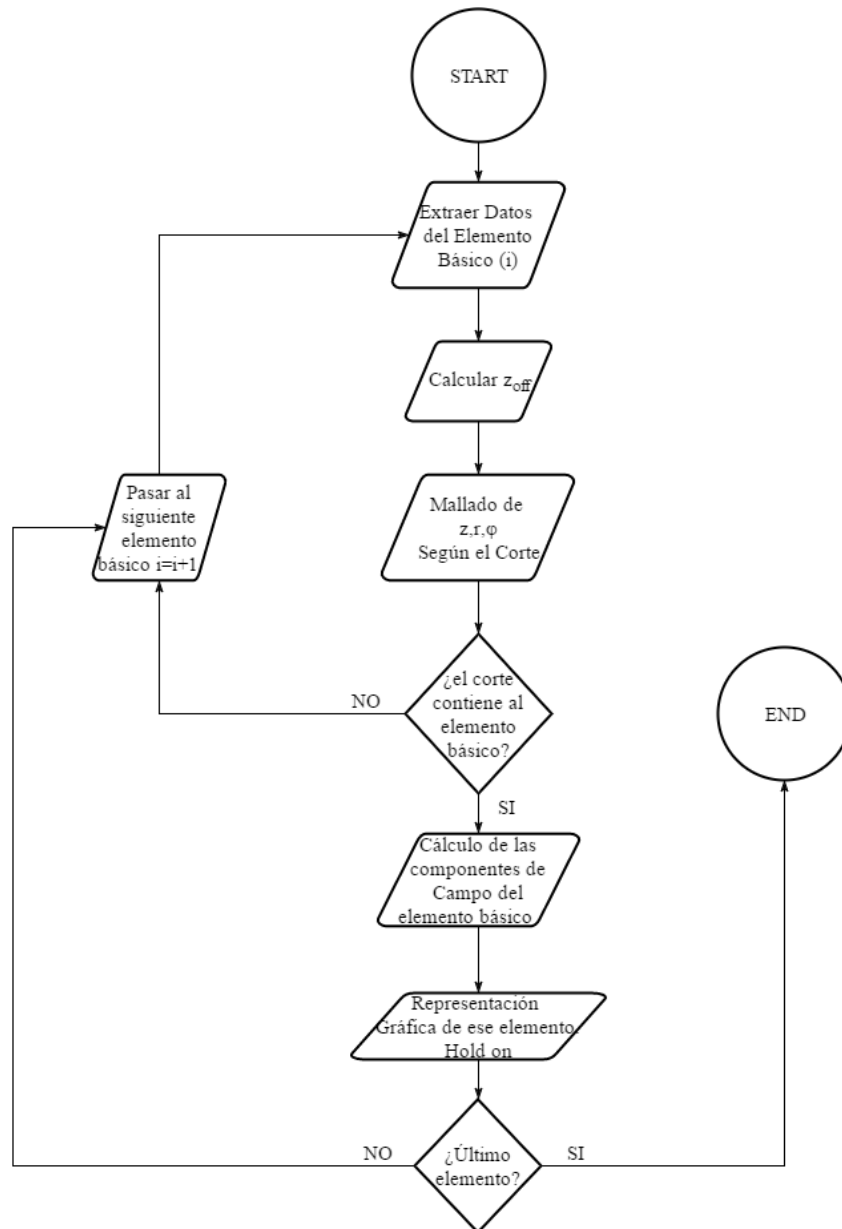 START
Extraer Datos
del Elemento
Básico (i)
Calcular z_off
Pasar al
siguiente
elemento
básico i=i+1
Mallado de
z,r,φ
Según el Corte
¿el corte
contiene al
elemento
básico?
NO
SI
END
Cálculo de las
componentes de
Campo del
elemento básico
Representación
Gráfica de ese elemento.
Hold on
¿Último
elemento?
NO
SI